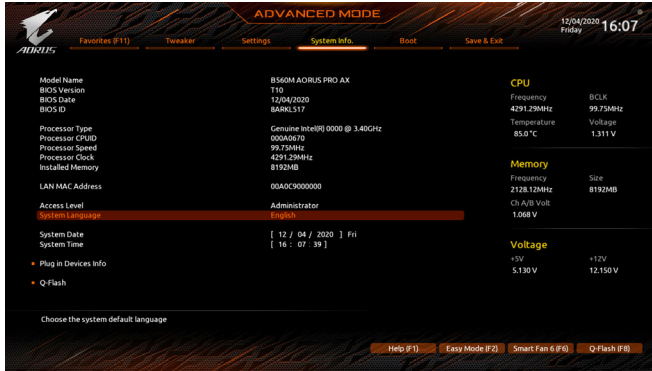 ADVANCED MODE
12/04/2020 Friday 16:07
AORUS
Favorites (F11) Tweaker Settings System Info. Boot Save & Exit
Model Name B560M AORUS PRO AX
BIOS Version T10
BIOS Date 12/04/2020
BIOS ID 8ARKL517
Processor Type Genuine Intel(R) 0000 @ 3.40GHz
Processor CPUID 000A0670
Processor Speed 99.75MHz
Processor Clock 4291.29MHz
Installed Memory 8192MB
LAN MAC Address 00A0C9000000
Access Level Administrator
System Language English
System Date [ 12 / 04 / 2020 ] Fri
System Time [ 16 : 07 : 39 ]
Plug in Devices Info
Q-Flash
Choose the system default language
CPU
Frequency BCLK
4291.29MHz 99.75MHz
Temperature Voltage
85.0 °C 1.311 V
Memory
Frequency Size
2128.12MHz 8192MB
Ch A/B Volt
1.068 V
Voltage
+5V +12V
5.130 V 12.150 V
Help (F1) Easy Mode (F2) Smart Fan 6 (F6) Q-Flash (F8)